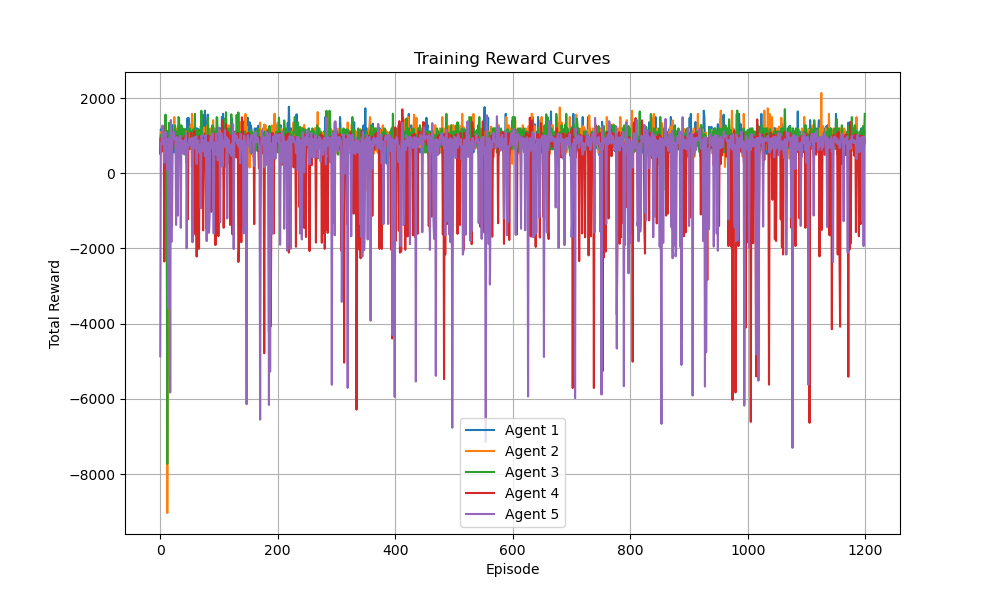 Training Reward Curves
Total Reward
2000
0
−2000
−4000
−6000
−8000
0 200 400 600 800 1000 1200
Episode
Agent 1
Agent 2
Agent 3
Agent 4
Agent 5